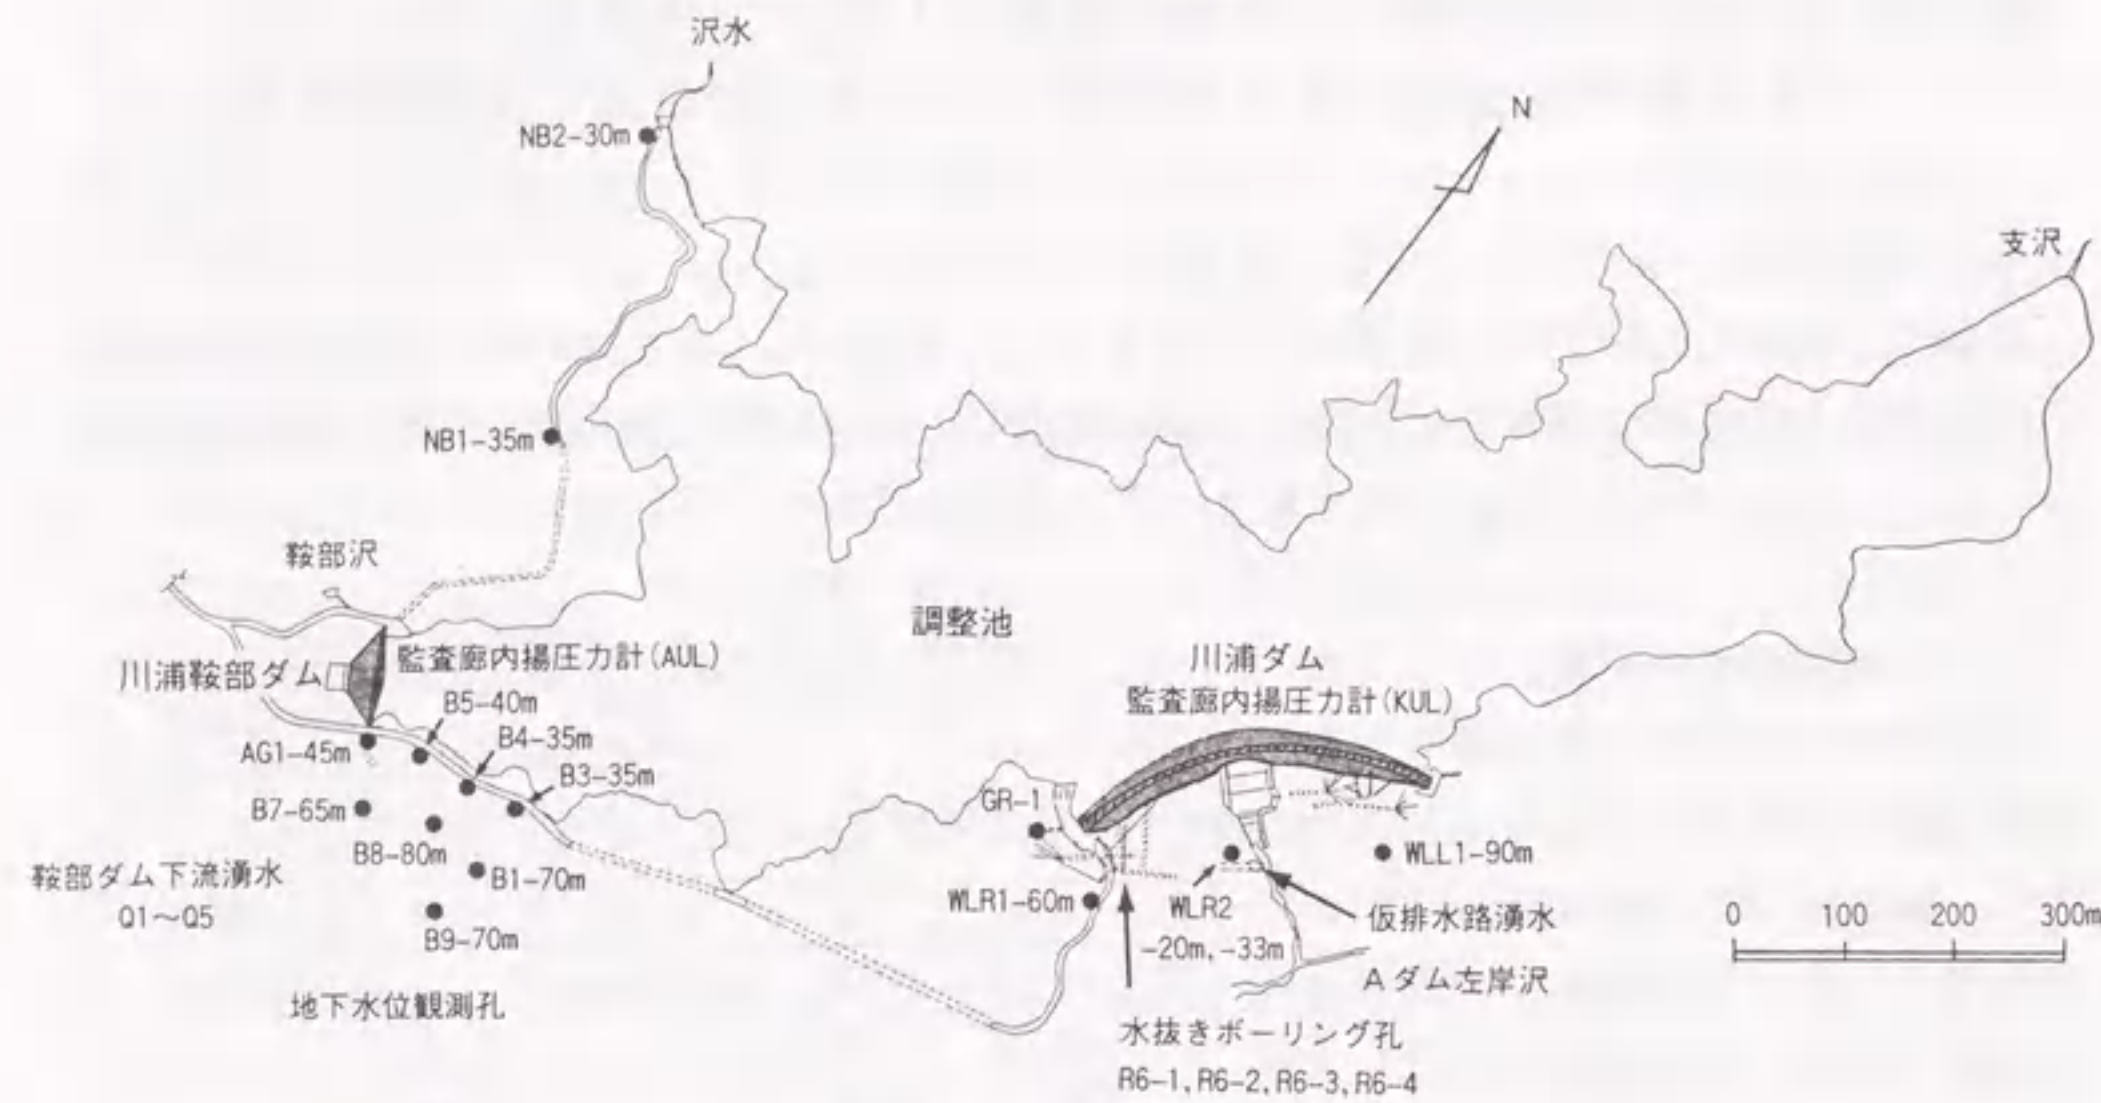 沢水
N
NB2-30m
支沢
NB1-35m
鞍部沢
調整池
川浦鞍部ダム
監査廊内揚圧力計(AUL)
川浦ダム
監査廊内揚圧力計(KUL)
B5-40m
B4-35m
AG1-45m
B3-35m
B7-65m
GR-1
B8-80m
WLL1-90m
鞍部ダム下流湧水
Q1～Q5
B1-70m
WLR1-60m
WLR2
-20m,-33m
仮排水路湧水
0 100 200 300m
B9-70m
Aダム左岸沢
地下水位観測孔
水抜きボーリング孔
R6-1,R6-2,R6-3,R6-4